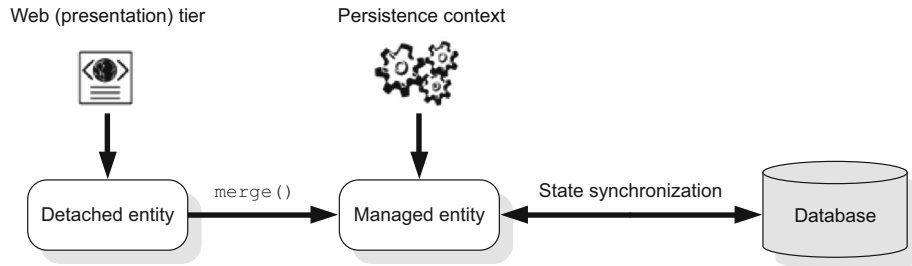 Web (presentation) tier
Persistence context
Detached entity
merge()
Managed entity
State synchronization
Database